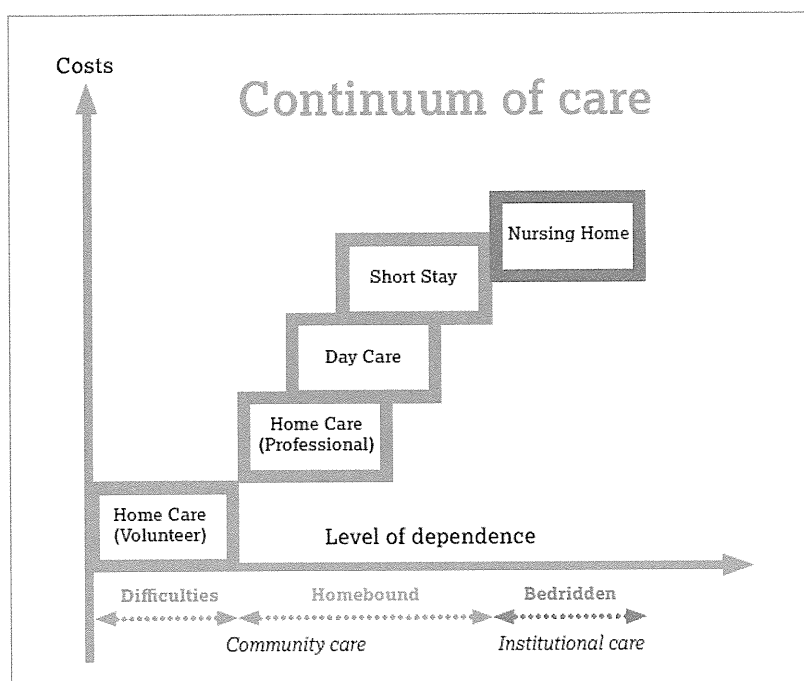 Costs
Continuum of care
Nursing Home
Short Stay
Day Care
Home Care
(Professional)
Home Care
(Volunteer)
Level of dependence
Difficulties
Homebound
Bedridden
Community care
Institutional care